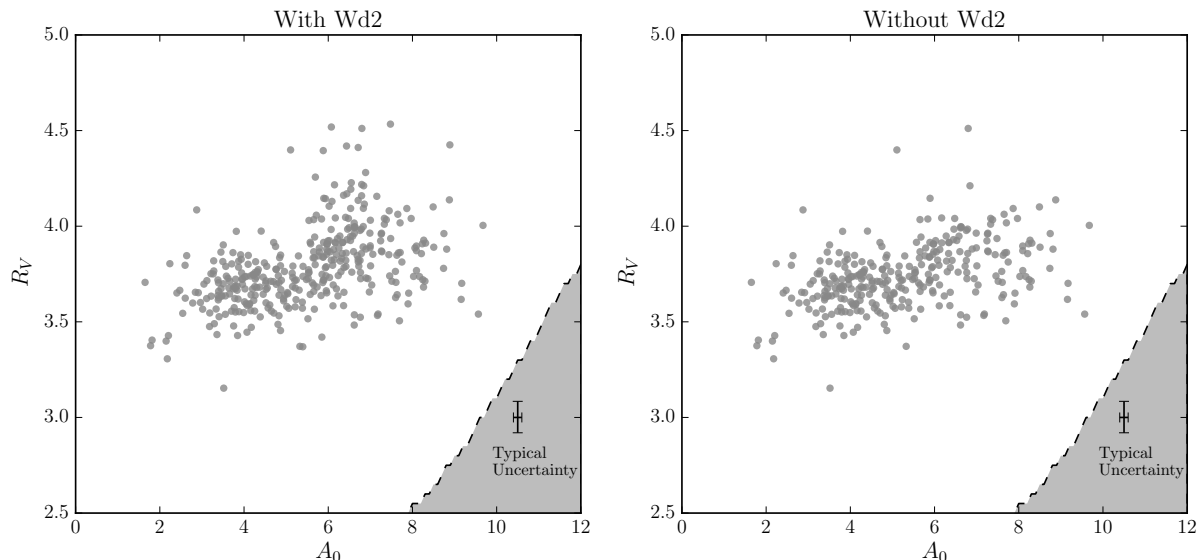 With Wd2
5.0
4.5
4.0
3.5
3.0
2.5
R_V
0 2 4 6 8 10 12
A_0
Typical
Uncertainty
Without Wd2
5.0
4.5
4.0
3.5
3.0
2.5
R_V
0 2 4 6 8 10 12
A_0
Typical
Uncertainty